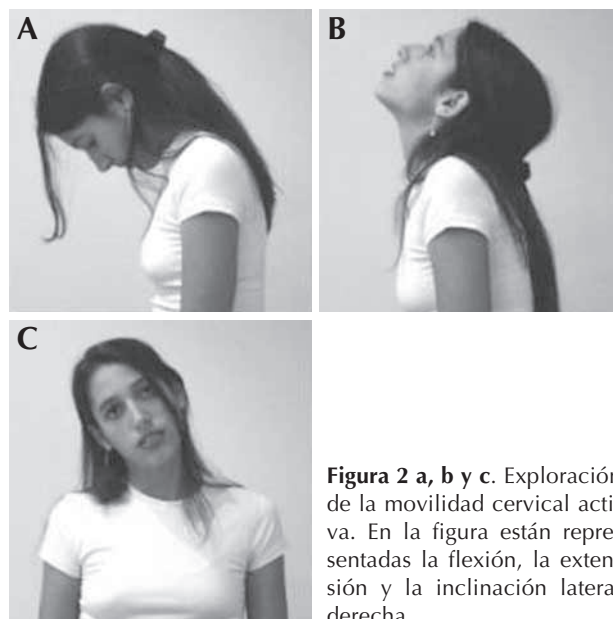 A
B
C
Figura 2 a, b y c. Exploración
de la movilidad cervical acti-
va. En la figura están repre-
sentadas la flexión, la exten-
sión y la inclinación latera
derecha